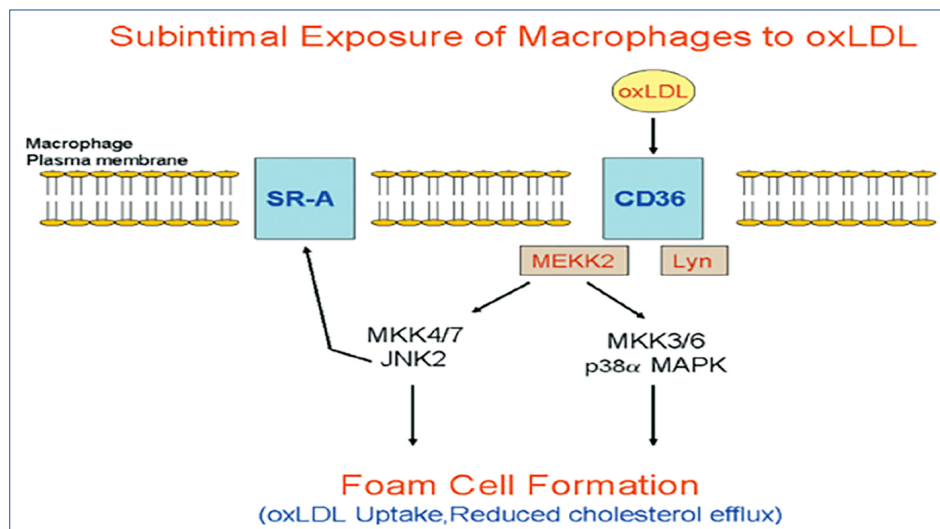 Subintimal Exposure of Macrophages to oxLDL
oxLDL
Macrophage
Plasma membrane
SR-A
CD36
MEKK2
Lyn
MKK4/7
JNK2
MKK3/6
p38α MAPK
Foam Cell Formation
(oxLDL Uptake,Reduced cholesterol efflux)